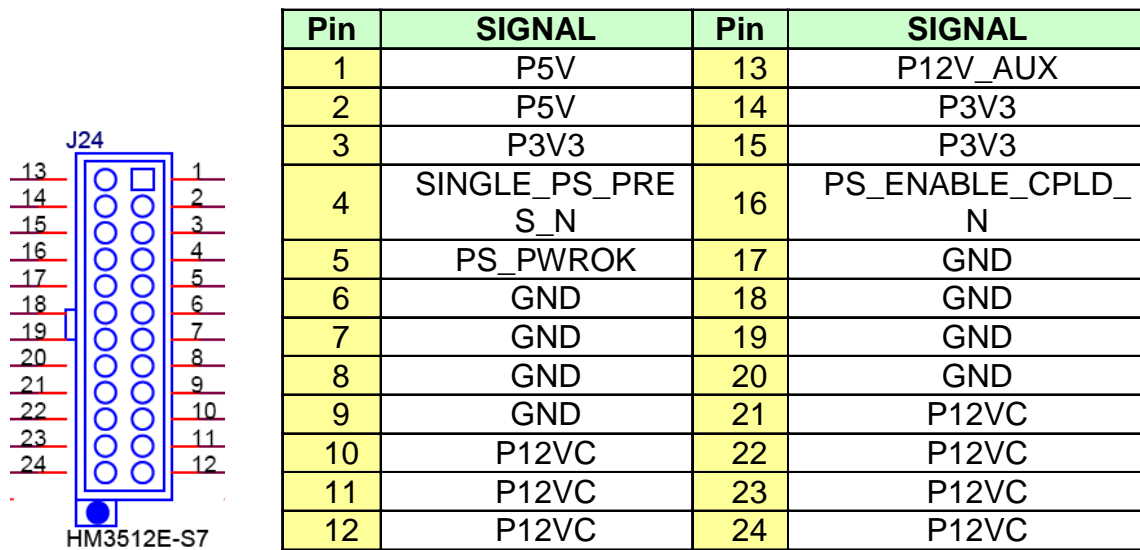 J24
13 1
14 2
15 3
16 4
17 5
18 6
19 7
20 8
21 9
22 10
23 11
24 12
HM3512E-S7
Pin SIGNAL Pin SIGNAL
1 P5V 13 P12V_AUX
2 P5V 14 P3V3
3 P3V3 15 P3V3
4 SINGLE_PS_PRE 16 PS_ENABLE_CPLD_
S_N N
5 PS_PWROK 17 GND
6 GND 18 GND
7 GND 19 GND
8 GND 20 GND
9 GND 21 P12VC
10 P12VC 22 P12VC
11 P12VC 23 P12VC
12 P12VC 24 P12VC